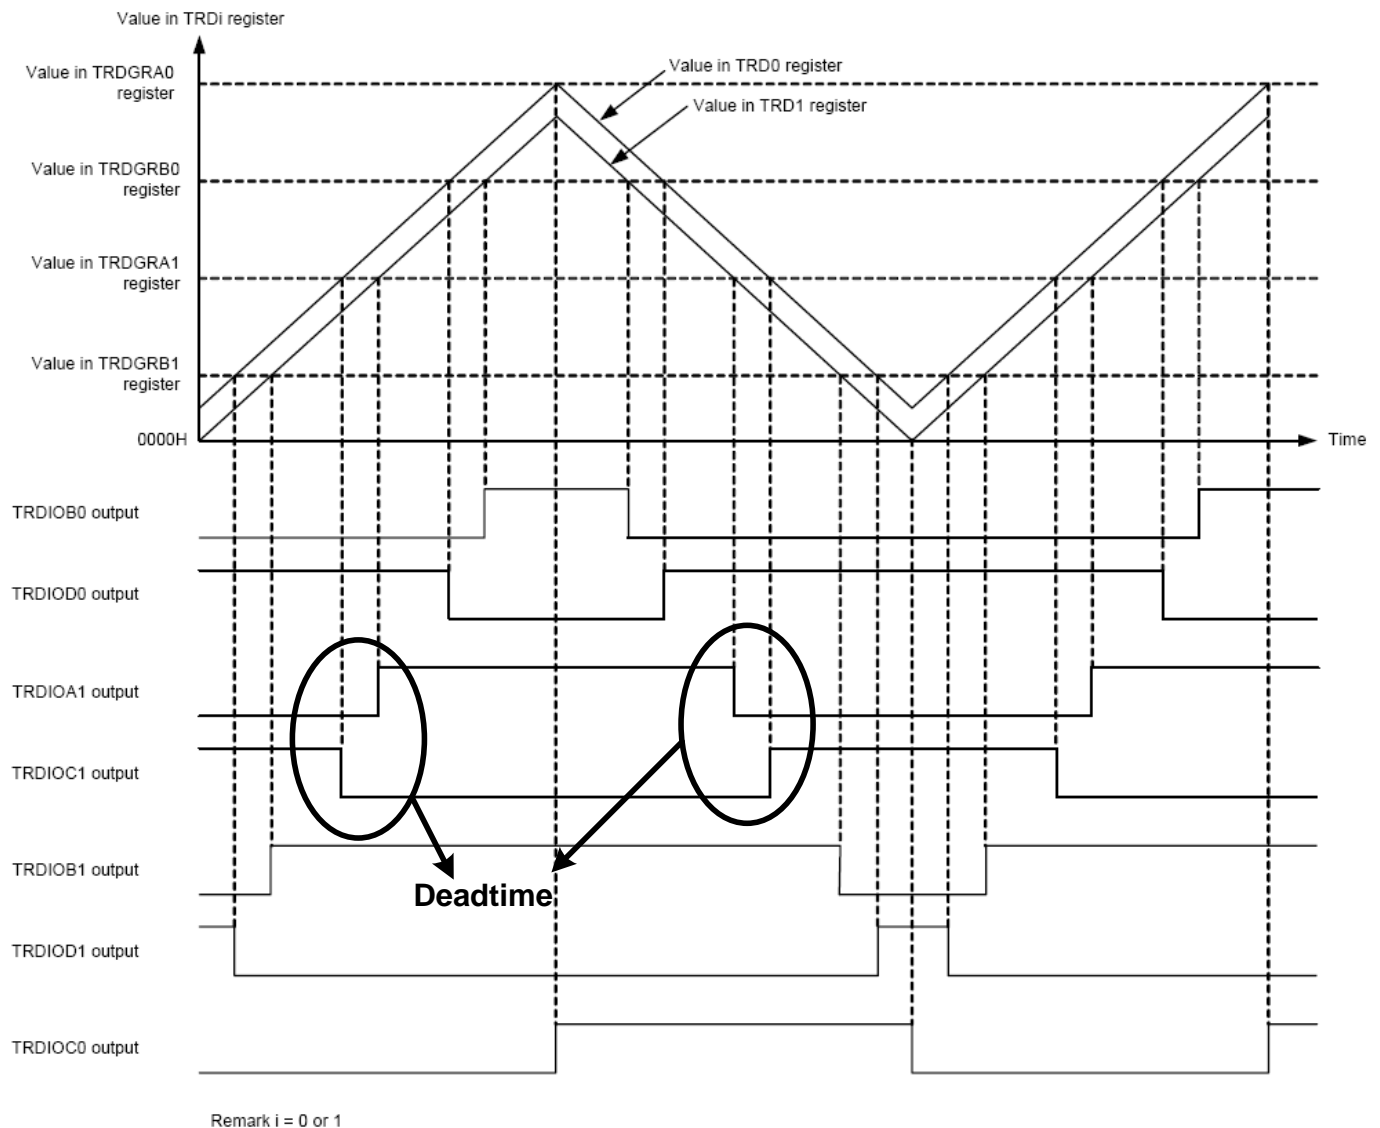 Value in TRDi register
Value in TRDGRA0
register
Value in TRD0 register
Value in TRD1 register
Value in TRDGRB0
register
Value in TRDGRA1
register
Value in TRDGRB1
register
0000H
Time
TRDIOB0 output
TRDIOD0 output
TRDIOA1 output
TRDIOC1 output
TRDIOB1 output
Deadtime
TRDIOD1 output
TRDIOC0 output
Remark i = 0 or 1